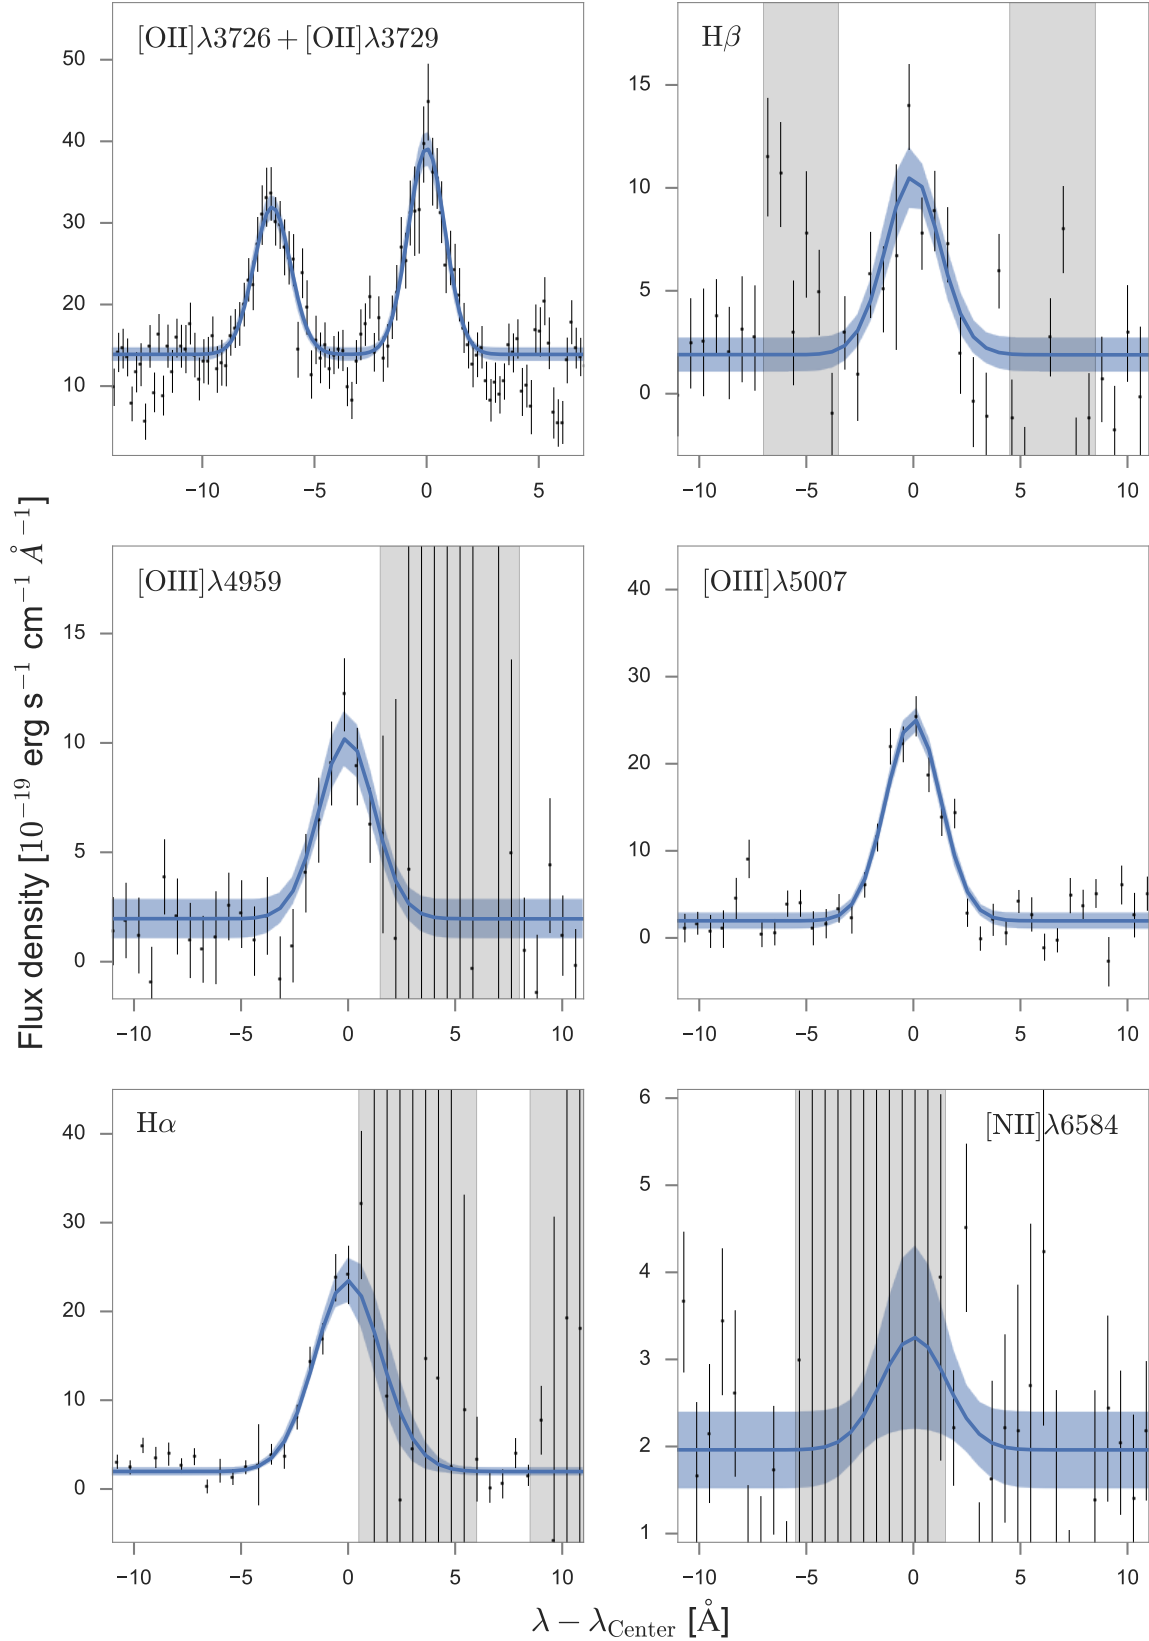 [OII]λ3726 + [OII]λ3729
50
40
30
20
10
−10 −5 0 5
Hβ
15
10
5
0
−10 −5 0 5 10
Flux density [10⁻¹⁹ erg s⁻¹ cm⁻¹ Å⁻¹]
[OIII]λ4959
15
10
5
0
−10 −5 0 5 10
[OIII]λ5007
40
30
20
10
0
−10 −5 0 5 10
Hα
40
30
20
10
0
−10 −5 0 5 10
[NII]λ6584
6
5
4
3
2
1
−10 −5 0 5 10
λ − λCenter [Å]